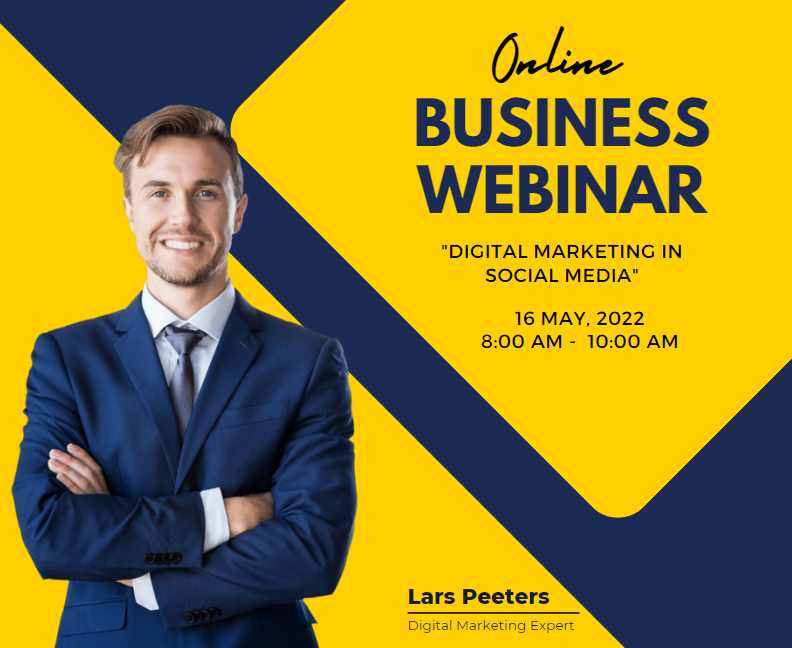 Online
BUSINESS
WEBINAR
"DIGITAL MARKETING IN
SOCIAL MEDIA"
16 MAY, 2022
8:00 AM - 10:00 AM
Lars Peeters
Digital Marketing Expert